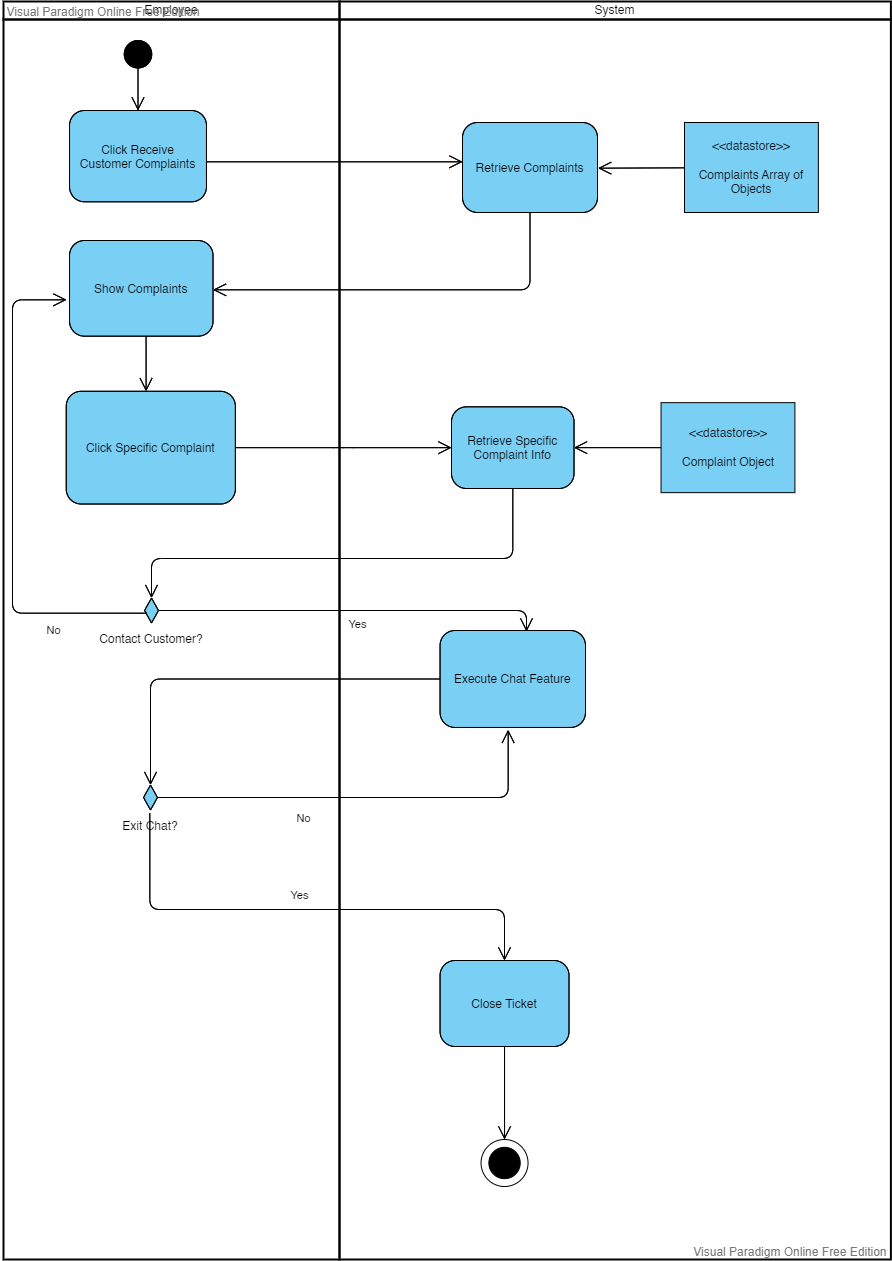 Visual Paradigm Online Free Edition
Employee
System
Click Receive
Customer Complaints
Retrieve Complaints
<<datastore>>
Complaints Array of
Objects
Show Complaints
Click Specific Complaint
Retrieve Specific
Complaint Info
<<datastore>>
Complaint Object
No
Contact Customer?
Yes
Execute Chat Feature
Exit Chat?
No
Yes
Close Ticket
Visual Paradigm Online Free Edition